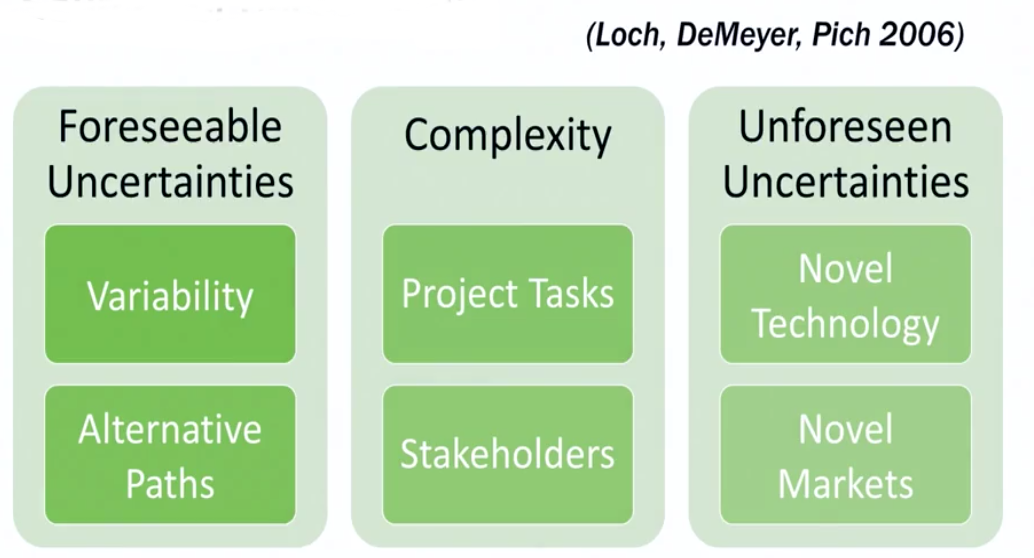 (Loch, DeMeyer, Pich 2006)
Foreseeable
Uncertainties
Variability
Alternative
Paths
Complexity
Project Tasks
Stakeholders
Unforeseen
Uncertainties
Novel
Technology
Novel
Markets